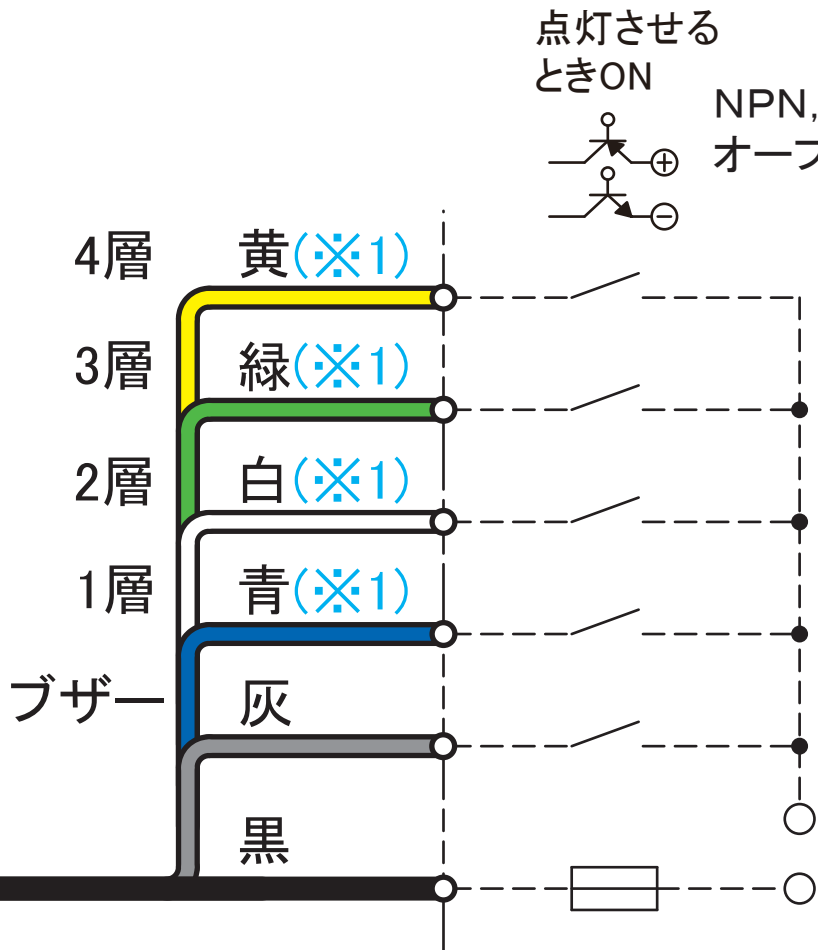 点灯させる
ときON
NPN,
オープ
4層 黄(※1)
3層 緑(※1)
2層 白(※1)
1層 青(※1)
ブザー 灰
黒